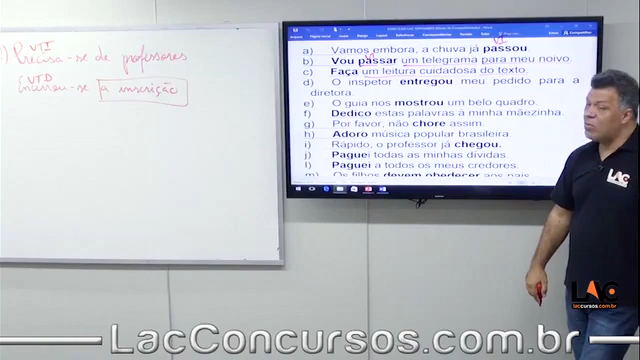 VTI
Precisa-se de professores
VTD
Encerrou-se a inscrição
VI
a) Vamos embora, a chuva já passou.
b) Vou passar um telegrama para meu noivo.
c) Faça um leitura cuidadosa do texto.
d) O inspetor entregou meu pedido para a
diretora.
e) O guia nos mostrou um belo quadro.
f) Dedico estas palavras à minha mãezinha.
g) Por favor, não chore assim.
h) Adoro música popular brasileira.
i) Rápido, o professor já chegou.
j) Paguei todas as minhas dívidas.
l) Paguei a todos os meus credores.
m) Os filhos devem obedecer aos pais
LAC
LAC
laccursos.com.br
LacConcursos.com.br